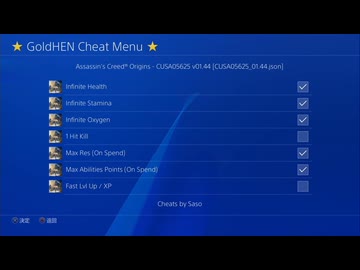 ★ GoldHEN Cheat Menu ★
Assassin's Creed® Origins - CUSA05625 v01.44 [CUSA05625_01.44.json]
Infinite Health
Infinite Stamina
Infinite Oxygen
1 Hit Kill
Max Res (On Spend)
Max Abilities Points (On Spend)
Fast Lvl Up / XP
Cheats by Saso
決定 返回